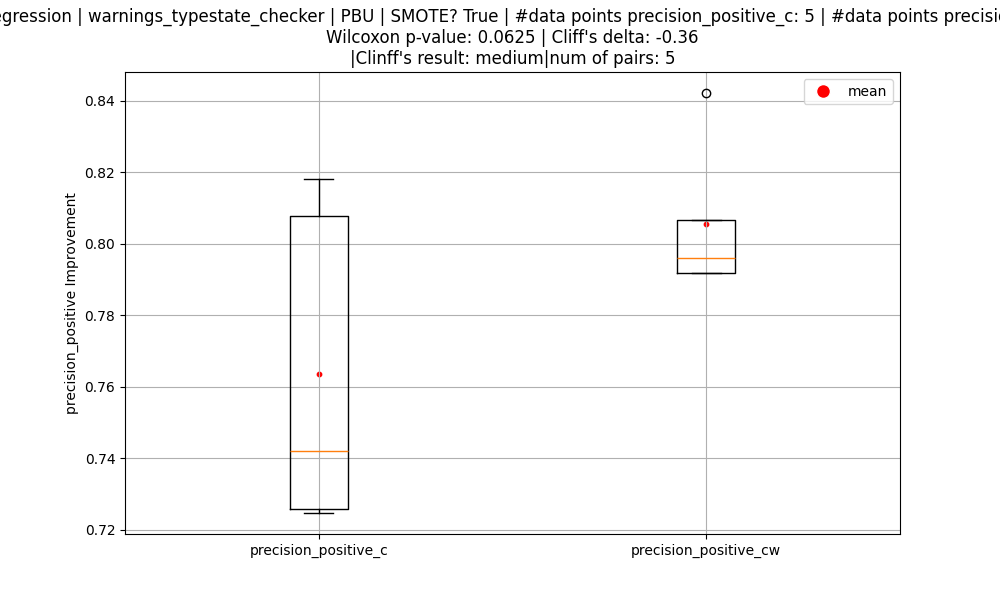 | warnings_typestate_checker | PBU | SMOTE? True | #data points precision_positive_c: 5 | #data points
Wilcoxon p-value: 0.0625 | Cliff's delta: -0.36
|Clinff's result: medium|num of pairs: 5
mean
0.84
0.82
0.80
0.78
0.76
0.74
0.72
precision_positive Improvement
precision_positive_c
precision_positive_cw